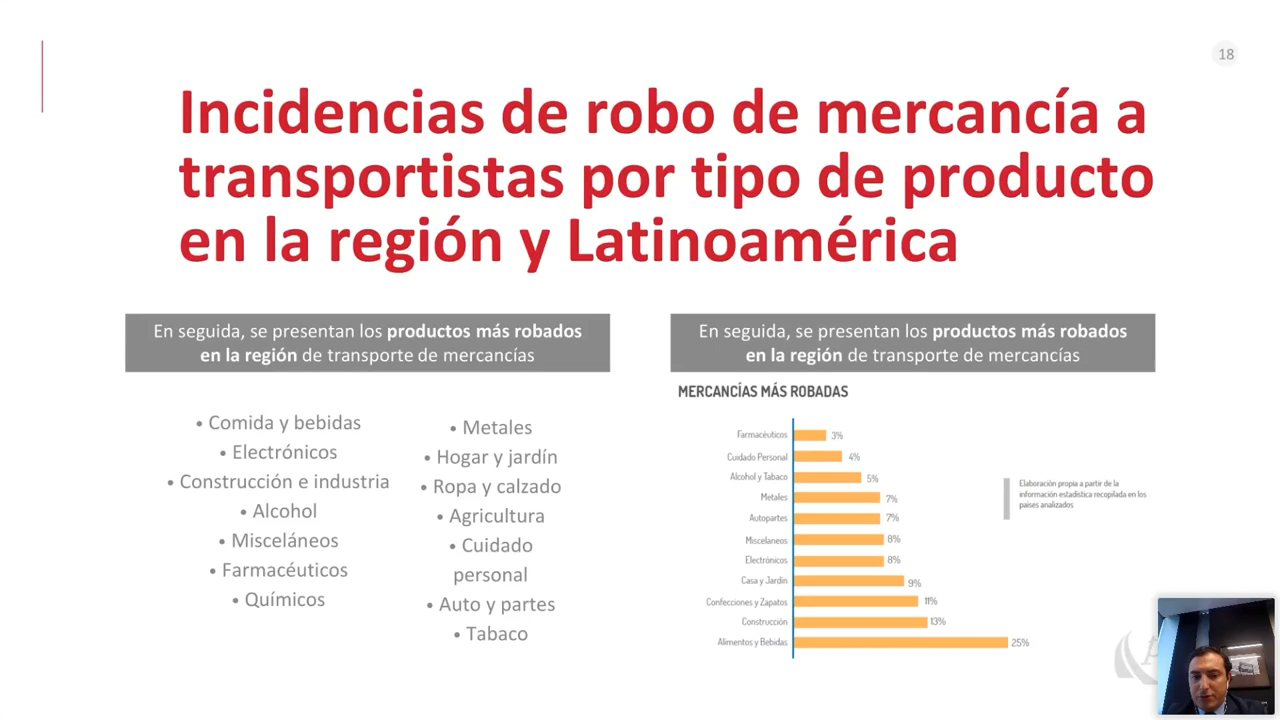 18
Incidencias de robo de mercancía a
transportistas por tipo de producto
en la región y Latinoamérica
En seguida, se presentan los productos más robados
en la región de transporte de mercancías
• Comida y bebidas
• Electrónicos
• Construcción e industria
• Alcohol
• Misceláneos
• Farmacéuticos
• Químicos
• Metales
• Hogar y jardín
• Ropa y calzado
• Agricultura
• Cuidado
personal
• Auto y partes
• Tabaco
En seguida, se presentan los productos más robados
en la región de transporte de mercancías
MERCANCÍAS MÁS ROBADAS
Farmacéuticos 3%
Cuidado Personal 4%
Alcohol y Tabaco 5%
Metales 7%
Autopartes 7%
Miscelaneos 8%
Electrónicos 8%
Casa y Jardín 9%
Confecciones y Zapatos 11%
Construcción 13%
Alimentos y Bebidas 25%
Elaboración propia a partir de la
información estadística recopilada en los
países analizados